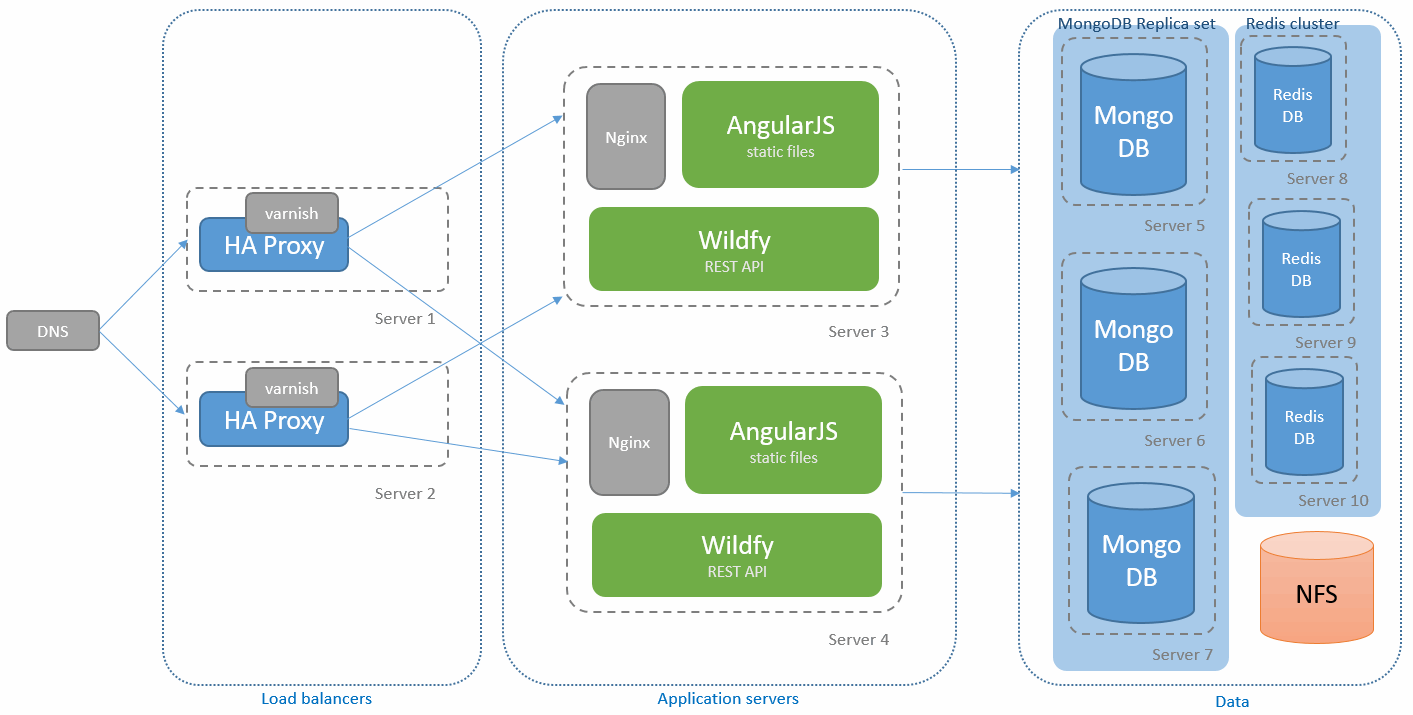 DNS
varnish
HA Proxy
Server 1
varnish
HA Proxy
Server 2
Load balancers
Nginx
AngularJS
static files
Wildfy
REST API
Server 3
Nginx
AngularJS
static files
Wildfy
REST API
Server 4
Application servers
MongoDB Replica set
Mongo
DB
Server 5
Mongo
DB
Server 6
Mongo
DB
Server 7
Redis cluster
Redis
DB
Server 8
Redis
DB
Server 9
Redis
DB
Server 10
NFS
Data